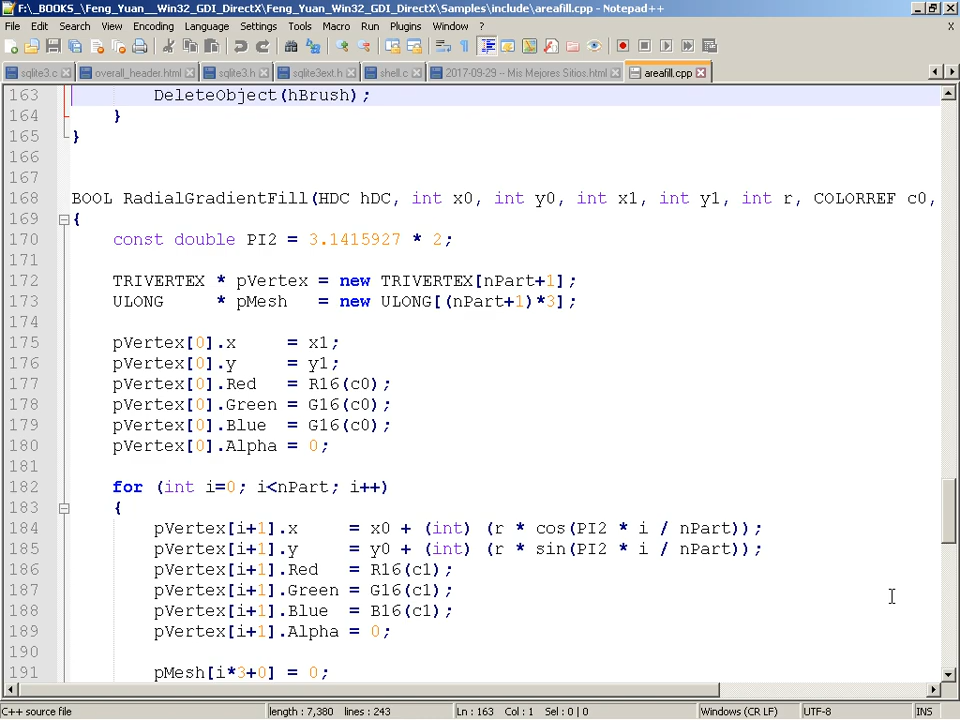 F:\_BOOKS_\Feng_Yuan__Win32_GDI_DirectX\Feng_Yuan_Win32_GDI_DirectX\Samples\include\areafill.cpp - Notepad++
File Edit Search View Encoding Language Settings Tools Macro Run Plugins Window ? X
sqlite3.c overall_header.html sqlite3.h sqlite3ext.h shell.c 2017-09-29 -- Mis Mejores Sitios.html areafill.cpp
163 DeleteObject(hBrush);
164 }
165 }
166
167
168 BOOL RadialGradientFill(HDC hDC, int x0, int y0, int x1, int y1, int r, COLORREF c0,
169 {
170 const double PI2 = 3.1415927 * 2;
171
172 TRIVERTEX * pVertex = new TRIVERTEX[nPart+1];
173 ULONG * pMesh = new ULONG[(nPart+1)*3];
174
175 pVertex[0].x = x1;
176 pVertex[0].y = y1;
177 pVertex[0].Red = R16(c0);
178 pVertex[0].Green = G16(c0);
179 pVertex[0].Blue = G16(c0);
180 pVertex[0].Alpha = 0;
181
182 for (int i=0; i<nPart; i++)
183 {
184 pVertex[i+1].x = x0 + (int) (r * cos(PI2 * i / nPart));
185 pVertex[i+1].y = y0 + (int) (r * sin(PI2 * i / nPart));
186 pVertex[i+1].Red = R16(c1);
187 pVertex[i+1].Green = G16(c1);
188 pVertex[i+1].Blue = B16(c1);
189 pVertex[i+1].Alpha = 0;
190
191 pMesh[i*3+0] = 0;
C++ source file length : 7,380 lines : 243 Ln : 163 Col : 1 Sel : 0 | 0 Windows (CR LF) UTF-8 INS